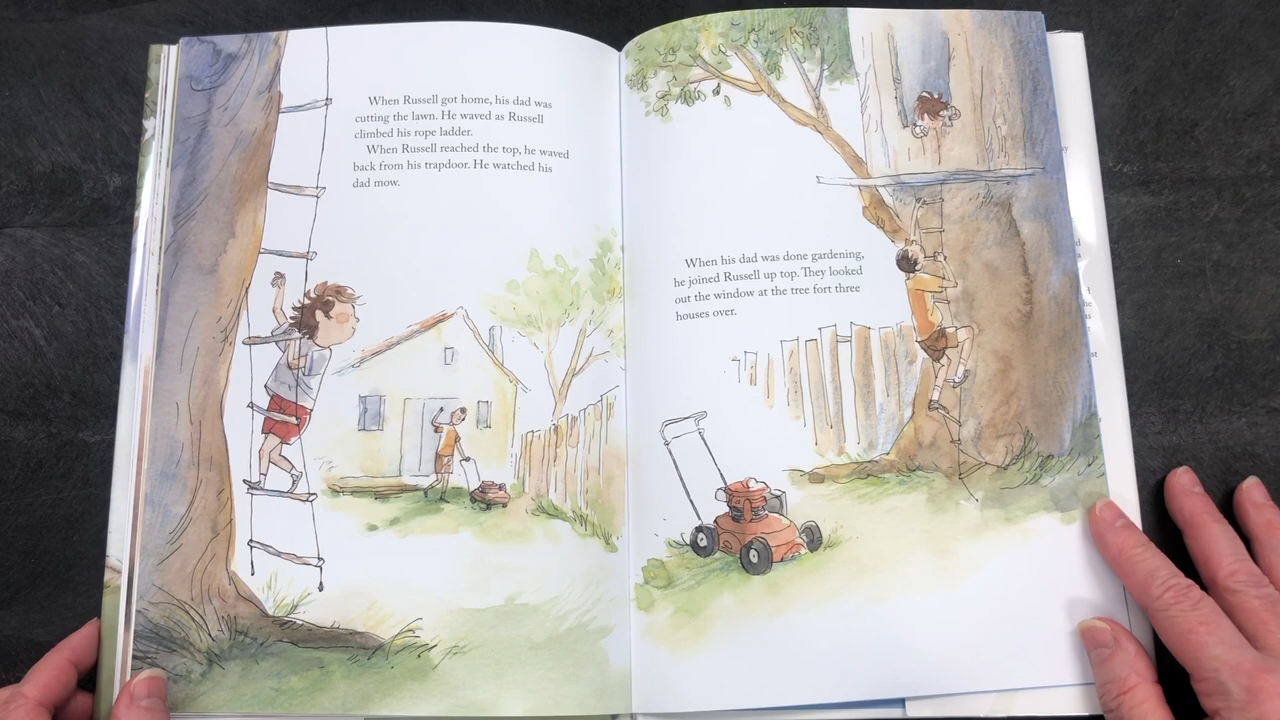 When Russell got home, his dad was
cutting the lawn. He waved as Russell
climbed his rope ladder.
When Russell reached the top, he waved
back from his trapdoor. He watched his
dad mow.
When his dad was done gardening,
he joined Russell up top. They looked
out the window at the tree fort three
houses over.